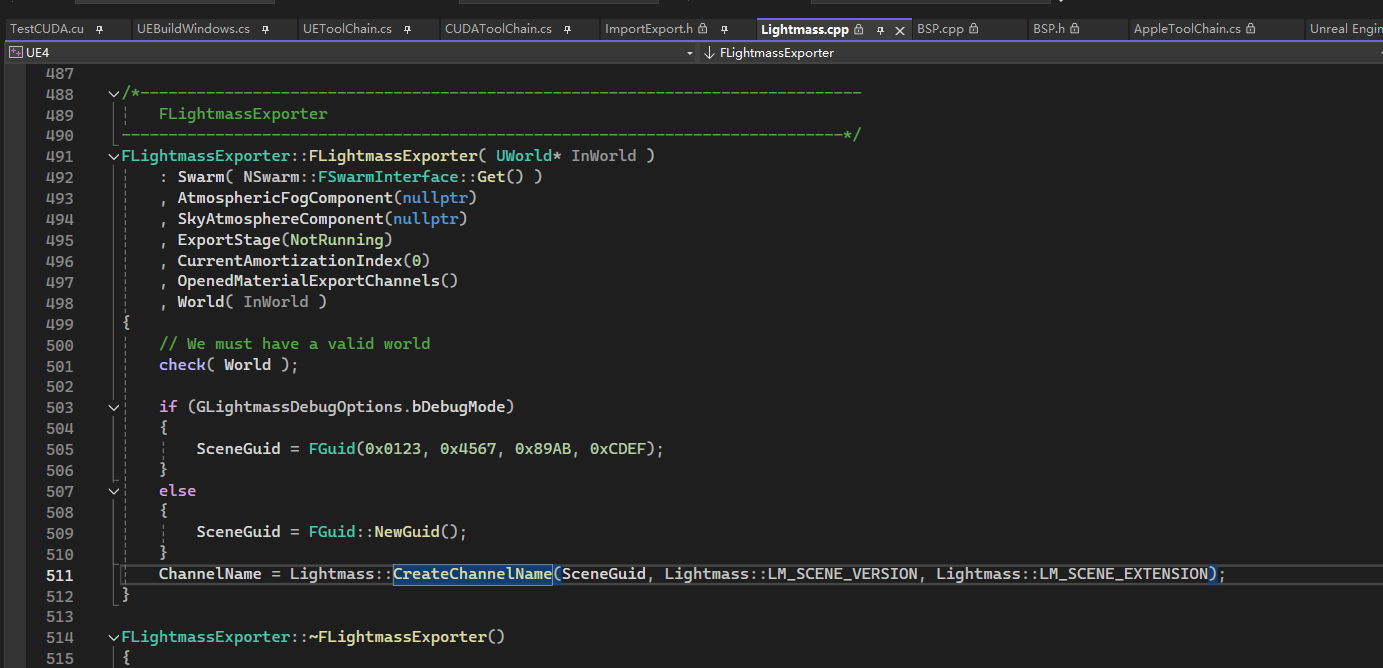 TestCUDA.cu UEBuildWindows.cs UEToolChain.cs CUDAToolChain.cs ImportExport.h Lightmass.cpp BSP.cpp BSP.h AppleToolChain.cs Unreal Engin
UE4 FLightmassExporter
487
488 /*-----------------------------------------------------------------------------
489 FLightmassExporter
490 -----------------------------------------------------------------------------*/
491 FLightmassExporter::FLightmassExporter( UWorld* InWorld )
492 : Swarm( NSwarm::FSwarmInterface::Get() )
493 , AtmosphericFogComponent(nullptr)
494 , SkyAtmosphereComponent(nullptr)
495 , ExportStage(NotRunning)
496 , CurrentAmortizationIndex(0)
497 , OpenedMaterialExportChannels()
498 , World( InWorld )
499 {
500 // We must have a valid world
501 check( World );
502
503 if (GLightmassDebugOptions.bDebugMode)
504 {
505 SceneGuid = FGuid(0x0123, 0x4567, 0x89AB, 0xCDEF);
506 }
507 else
508 {
509 SceneGuid = FGuid::NewGuid();
510 }
511 ChannelName = Lightmass::CreateChannelName(SceneGuid, Lightmass::LM_SCENE_VERSION, Lightmass::LM_SCENE_EXTENSION);
512 }
513
514 FLightmassExporter::~FLightmassExporter()
515 {